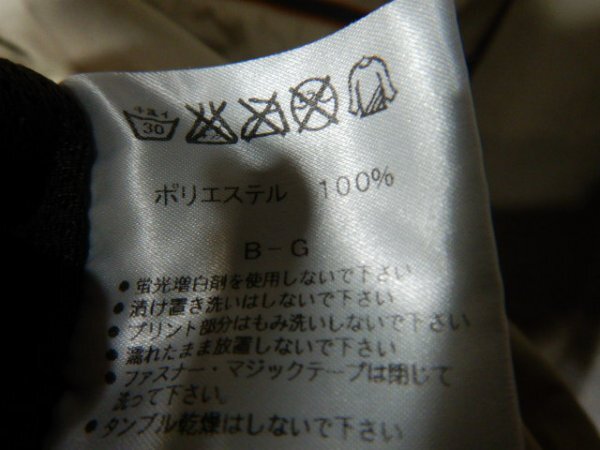 手洗イ
30
ポリエステル 100%
B-G
●蛍光増白剤を使用しないで下さい
●漬け置き洗いはしないで下さい
●プリント部分はもみ洗いしないで下さい
●濡れたまま放置しないで下さい
●ファスナー・マジックテープは閉じて
洗って下さい。
●タンブル乾燥はしないで下さい